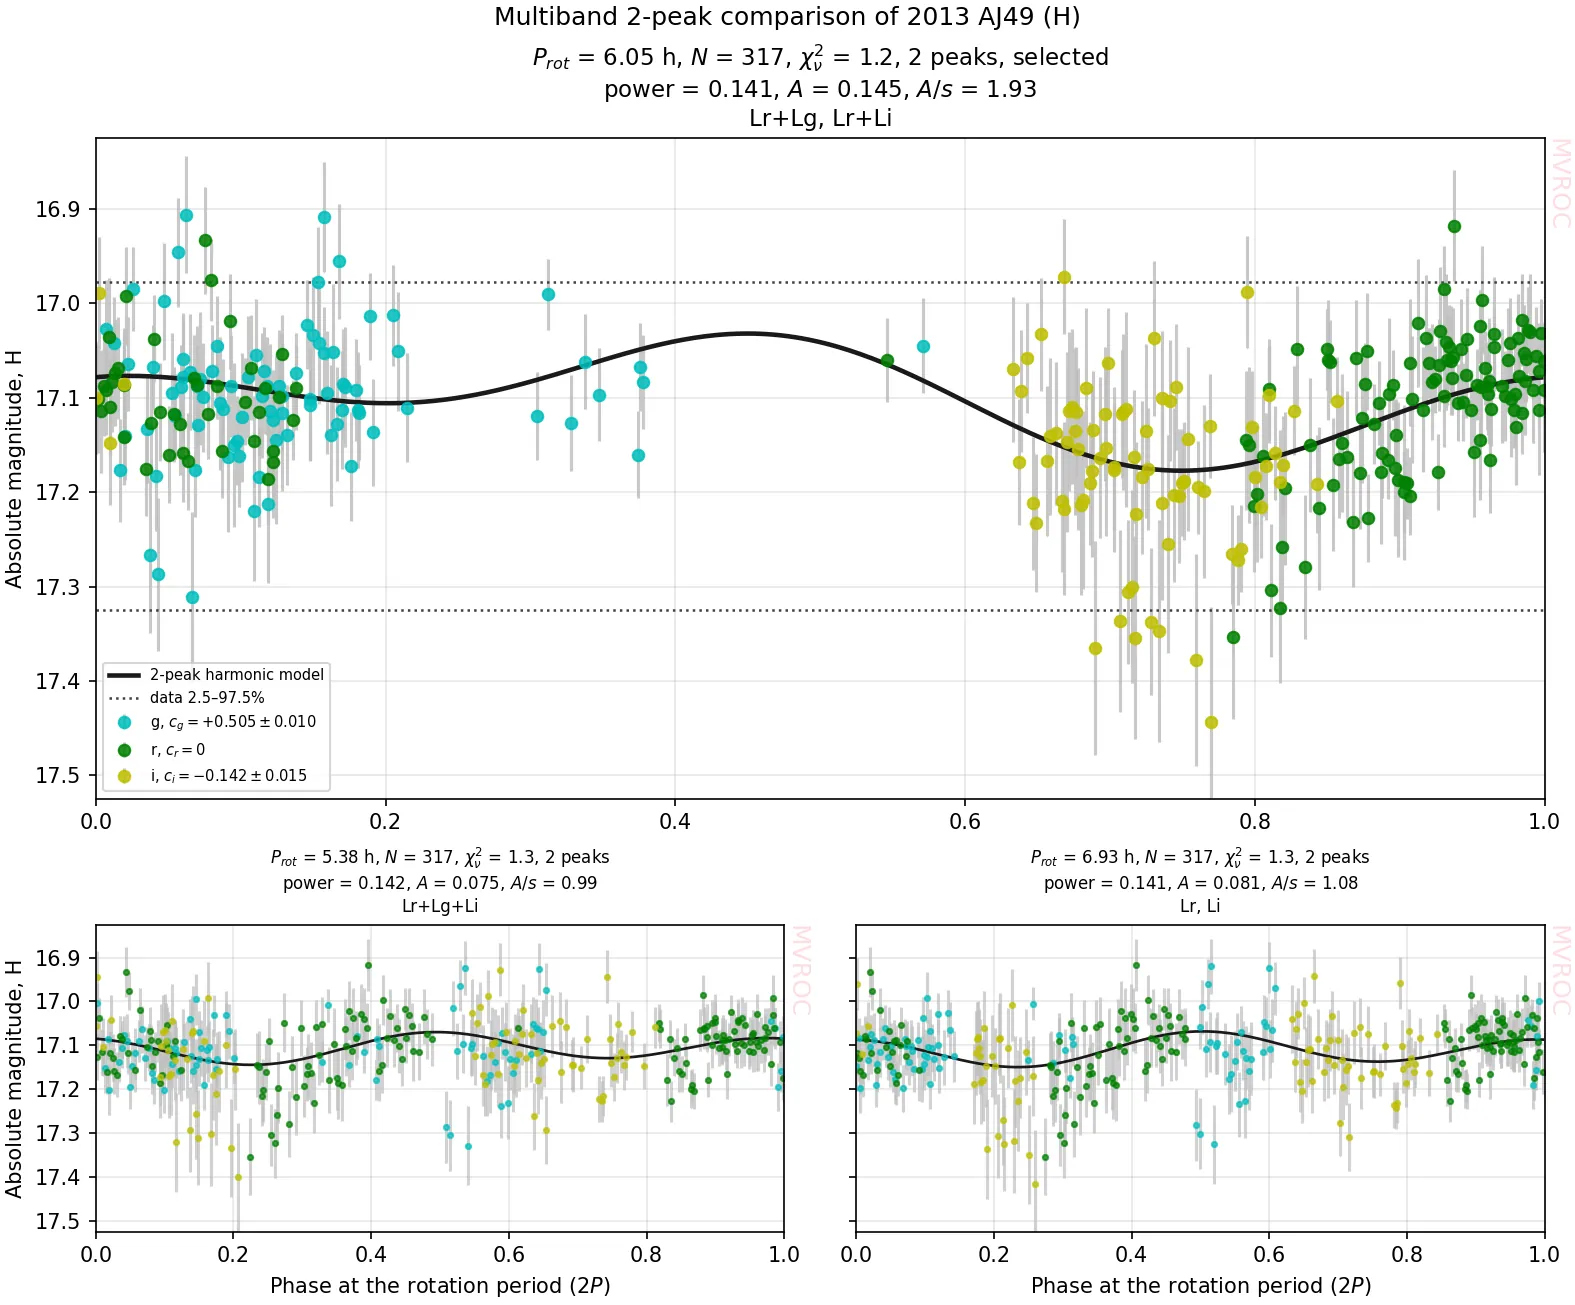 Multiband 2-peak comparison of 2013 AJ49 (H)
P_rot = 6.05 h, N = 317, χ²_ν = 1.2, 2 peaks, selected
power = 0.141, A = 0.145, A/s = 1.93
Lr+Lg, Lr+Li
MVROC
Absolute magnitude, H
16.9
17.0
17.1
17.2
17.3
17.4
17.5
2-peak harmonic model
data 2.5–97.5%
g, c_g = +0.505 ± 0.010
r, c_r = 0
i, c_i = −0.142 ± 0.015
0.0 0.2 0.4 0.6 0.8 1.0
P_rot = 5.38 h, N = 317, χ²_ν = 1.3, 2 peaks
power = 0.142, A = 0.075, A/s = 0.99
Lr+Lg+Li
MVROC
Absolute magnitude, H
16.9
17.0
17.1
17.2
17.3
17.4
17.5
0.0 0.2 0.4 0.6 0.8 1.0
Phase at the rotation period (2P)
P_rot = 6.93 h, N = 317, χ²_ν = 1.3, 2 peaks
power = 0.141, A = 0.081, A/s = 1.08
Lr, Li
MVROC
0.0 0.2 0.4 0.6 0.8 1.0
Phase at the rotation period (2P)